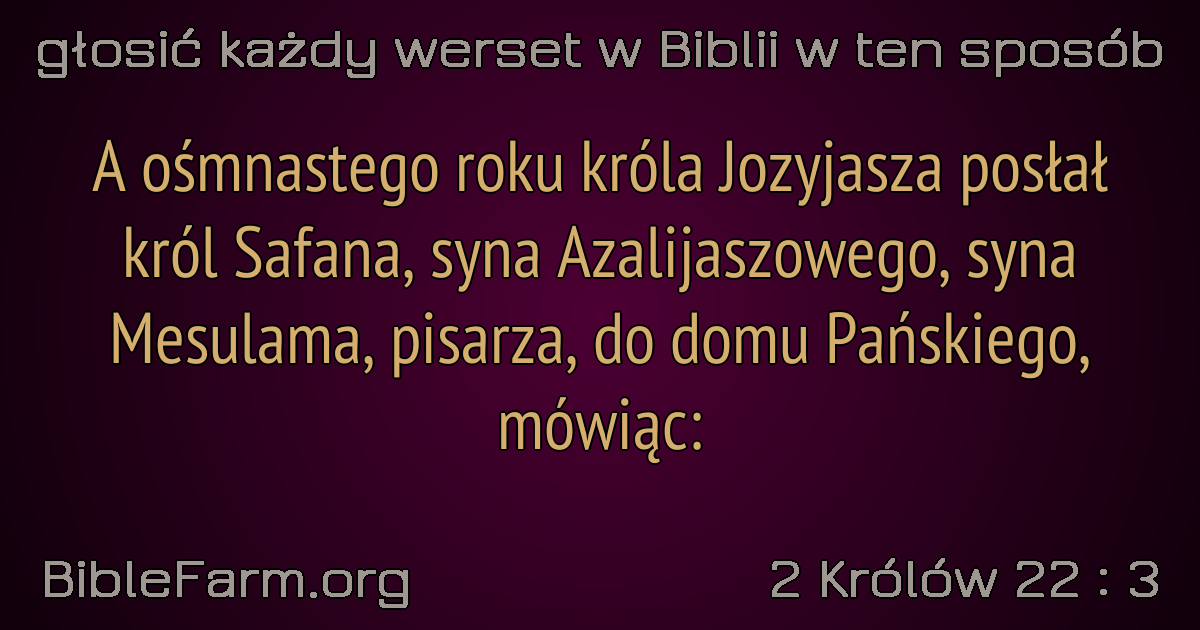 głosić każdy werset w Biblii w ten sposób
A ośmnastego roku króla Jozyjasza posłał
król Safana, syna Azalijaszowego, syna
Mesulama, pisarza, do domu Pańskiego,
mówiąc:
BibleFarm.org
2 Królów 22 : 3